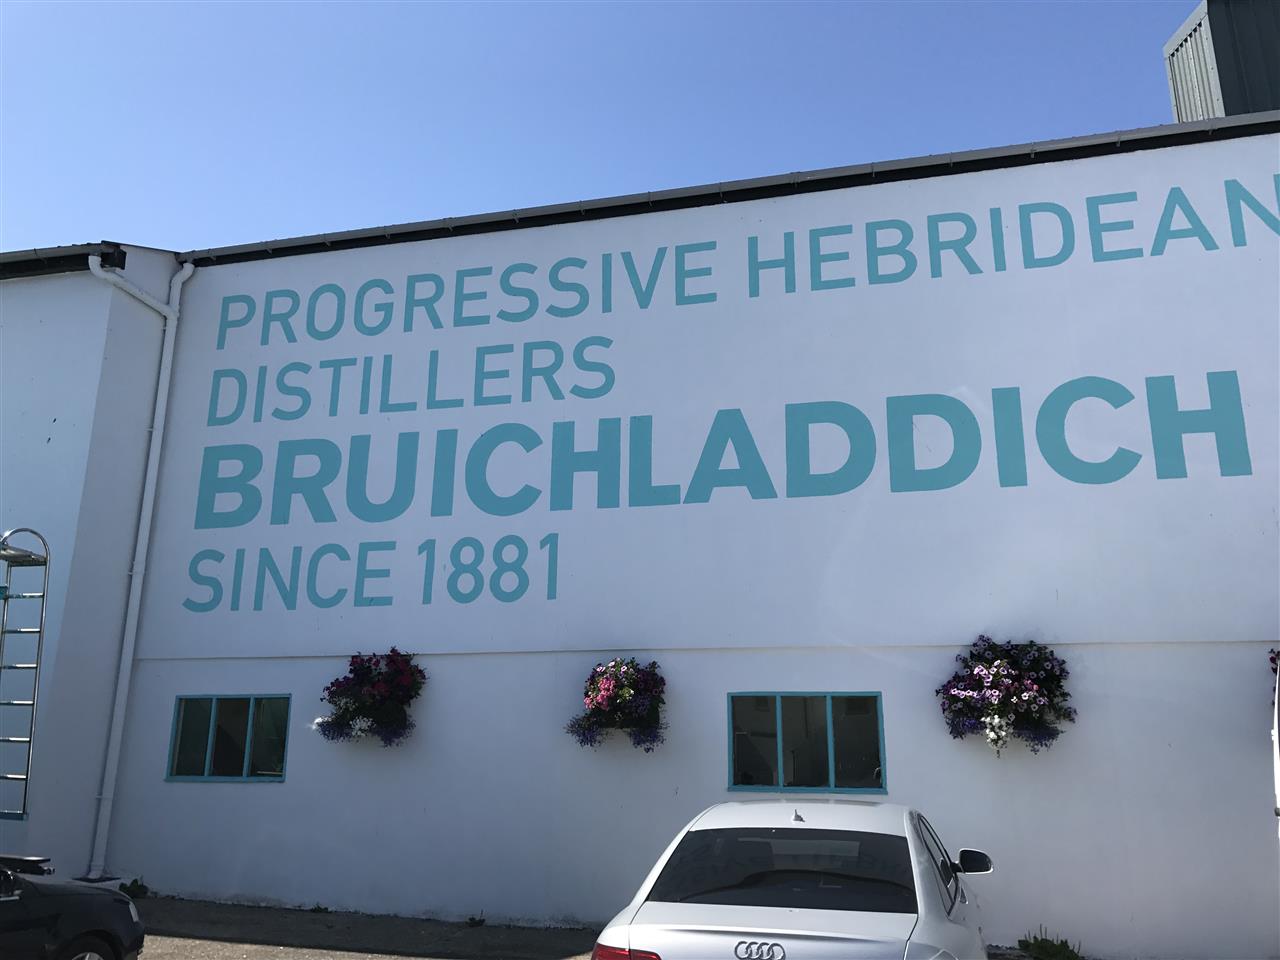 PROGRESSIVE HEBRIDEAN
DISTILLERS
BRUICHLADDICH
SINCE 1881